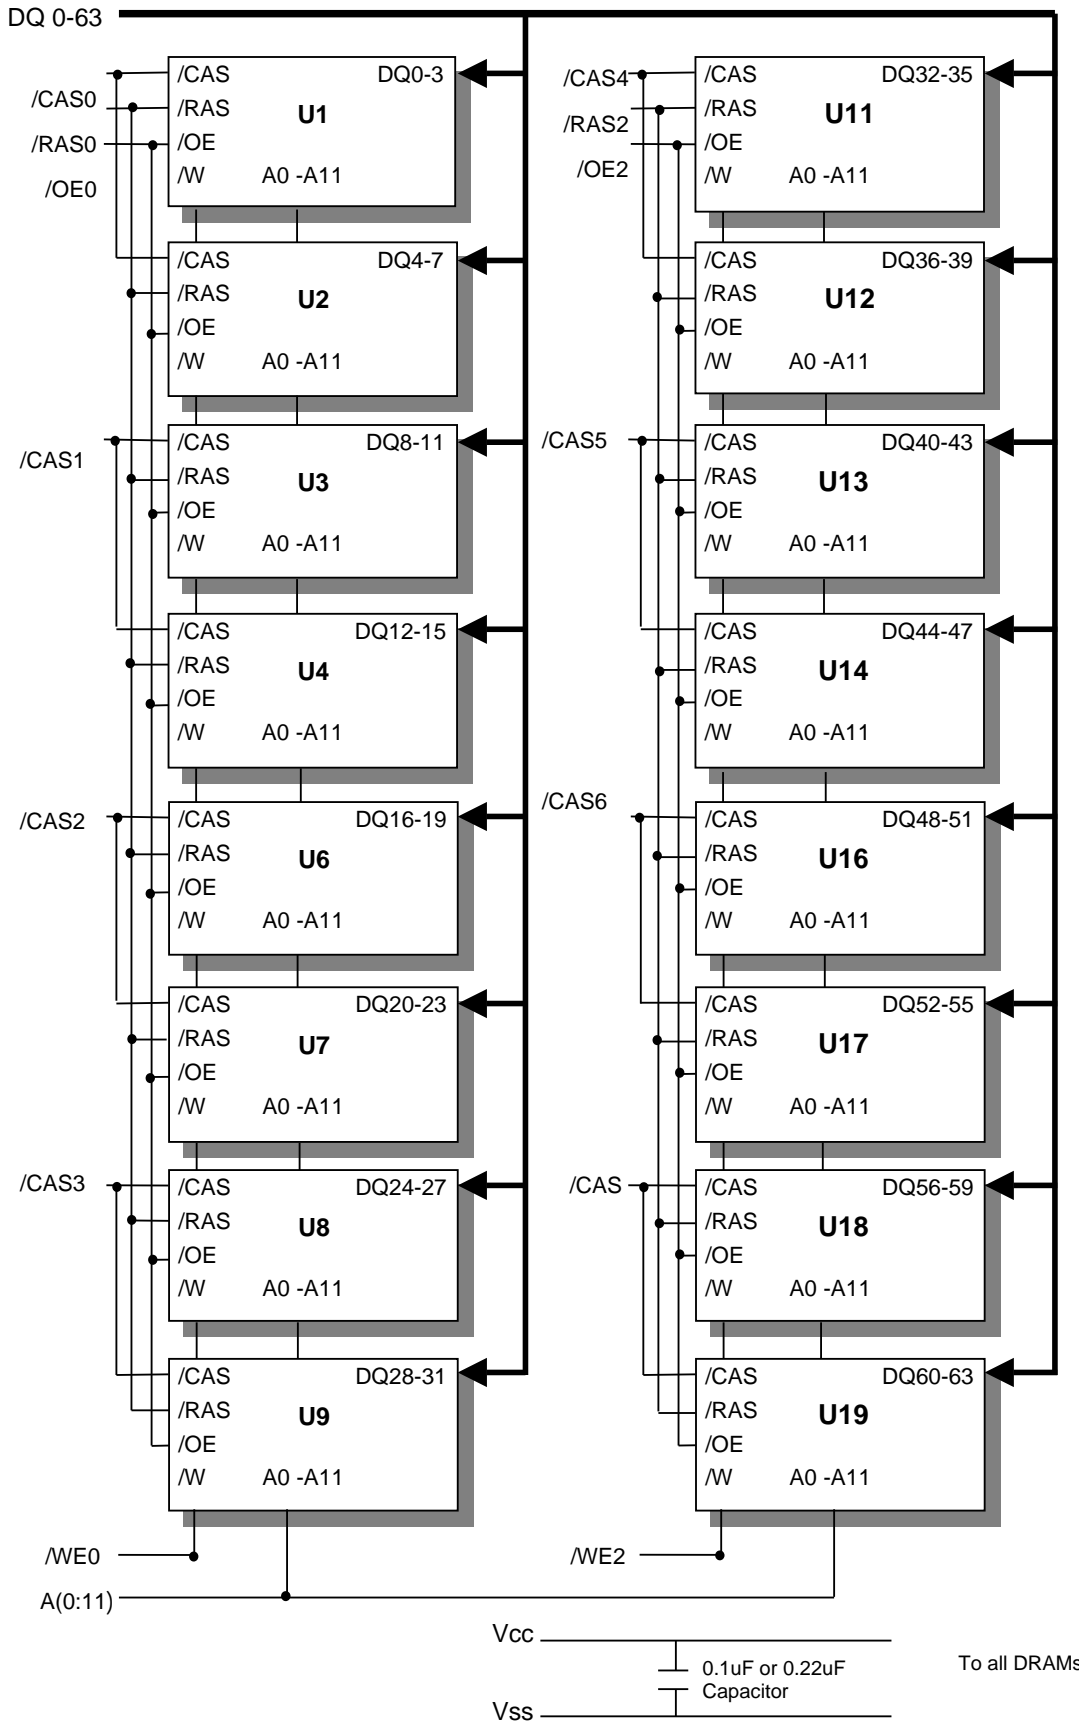 DQ 0-63
/CAS0
/RAS0
/OE0
/CAS DQ0-3
/RAS
U1
/OE
/W A0 -A11
/CAS DQ4-7
/RAS
U2
/OE
/W A0 -A11
/CAS1
/CAS DQ8-11
/RAS
U3
/OE
/W A0 -A11
/CAS DQ12-15
/RAS
U4
/OE
/W A0 -A11
/CAS2
/CAS DQ16-19
/RAS
U6
/OE
/W A0 -A11
/CAS DQ20-23
/RAS
U7
/OE
/W A0 -A11
/CAS3
/CAS DQ24-27
/RAS
U8
/OE
/W A0 -A11
/CAS DQ28-31
/RAS
U9
/OE
/W A0 -A11
/WE0
A(0:11)
/CAS4
/RAS2
/OE2
/CAS DQ32-35
/RAS
U11
/OE
/W A0 -A11
/CAS DQ36-39
/RAS
U12
/OE
/W A0 -A11
/CAS5
/CAS DQ40-43
/RAS
U13
/OE
/W A0 -A11
/CAS DQ44-47
/RAS
U14
/OE
/W A0 -A11
/CAS6
/CAS DQ48-51
/RAS
U16
/OE
/W A0 -A11
/CAS DQ52-55
/RAS
U17
/OE
/W A0 -A11
/CAS
/CAS DQ56-59
/RAS
U18
/OE
/W A0 -A11
/CAS DQ60-63
/RAS
U19
/OE
/W A0 -A11
/WE2
Vcc
0.1uF or 0.22uF
Capacitor
To all DRAMs
Vss